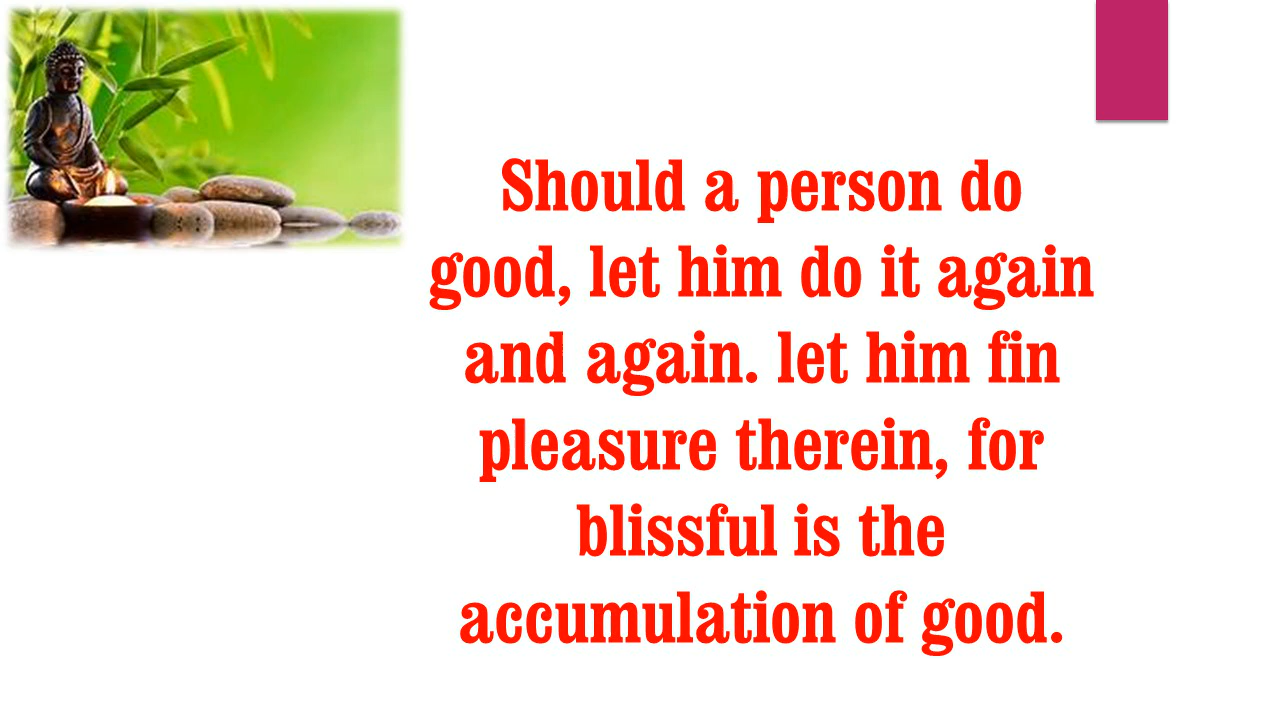 Should a person do
good, let him do it again
and again. let him fin
pleasure therein, for
blissful is the
accumulation of good.